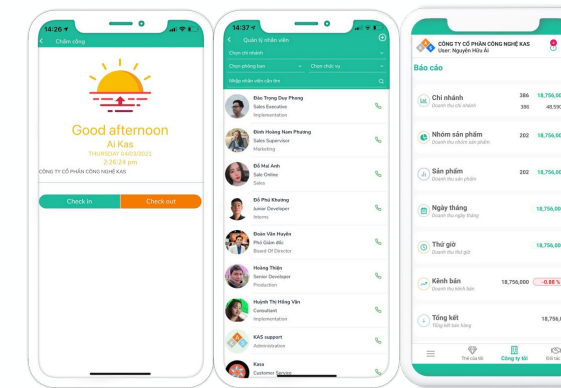 14:26
Chấm công
Good afternoon
Ai Kas
THURSDAY 04/03/2021
2:26:24 pm
CÔNG TY CỔ PHẦN CÔNG NGHỆ KAS
Check in
Check out
14:37
Quản lý nhân viên
Chọn chi nhánh
Chọn phòng ban
Chọn chức vụ
Nhập nhân viên cần tìm
Đào Trọng Duy Phong
Sales Executive
Implementation
Đinh Hoàng Nam Phương
Sales Supervisor
Marketing
Đỗ Mai Anh
Sale Online
Sales
Đỗ Phú Khương
Junior Developer
Interns
Đoàn Văn Huyên
Phó Giám đốc
Board Of Director
Hoàng Thiện
Senior Developer
Production
Huỳnh Thị Hồng Vân
Consultant
Implementation
KAS support
Administration
Kasa
Customer Service
CÔNG TY CỔ PHẦN CÔNG NGHỆ KAS
User: Nguyễn Hữu Ái
Báo cáo
Chi nhánh 386 18,756,00
Doanh thu chi nhánh 386 48,590
Nhóm sản phẩm 202 18,756,00
Doanh thu nhóm sản phẩm
Sản phẩm 202 18,756,00
Doanh thu sản phẩm
Ngày tháng 18,756,00
Doanh thu ngày tháng
Thứ giờ 18,756,00
Doanh thu thứ giờ
Kênh bán 18,756,000 -0.88 %
Doanh thu kênh bán
Tổng kết 18,756,0
Tổng kết bán hàng
Thẻ của tôi
Công ty tôi
Đối tác